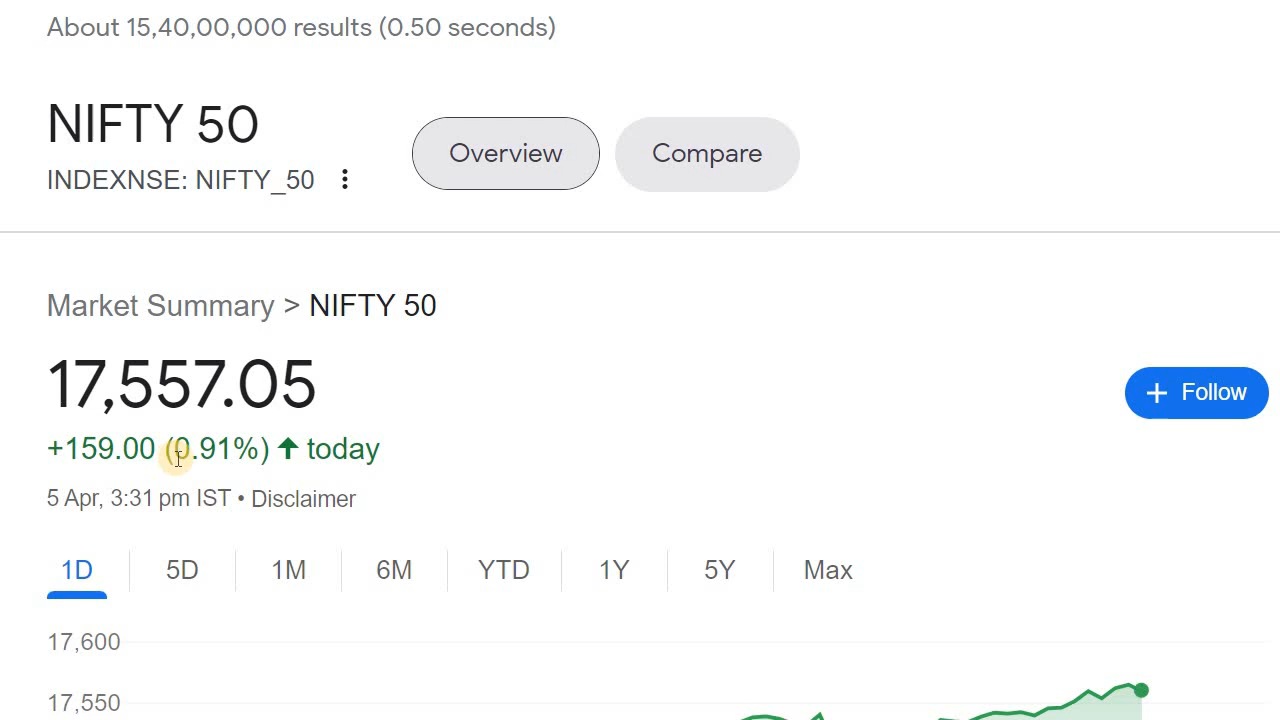 About 15,40,00,000 results (0.50 seconds)
NIFTY 50
INDEXNSE: NIFTY_50
Overview
Compare
Market Summary > NIFTY 50
17,557.05
+159.00 (0.91%) ↑ today
5 Apr, 3:31 pm IST • Disclaimer
+ Follow
1D 5D 1M 6M YTD 1Y 5Y Max
17,600
17,550